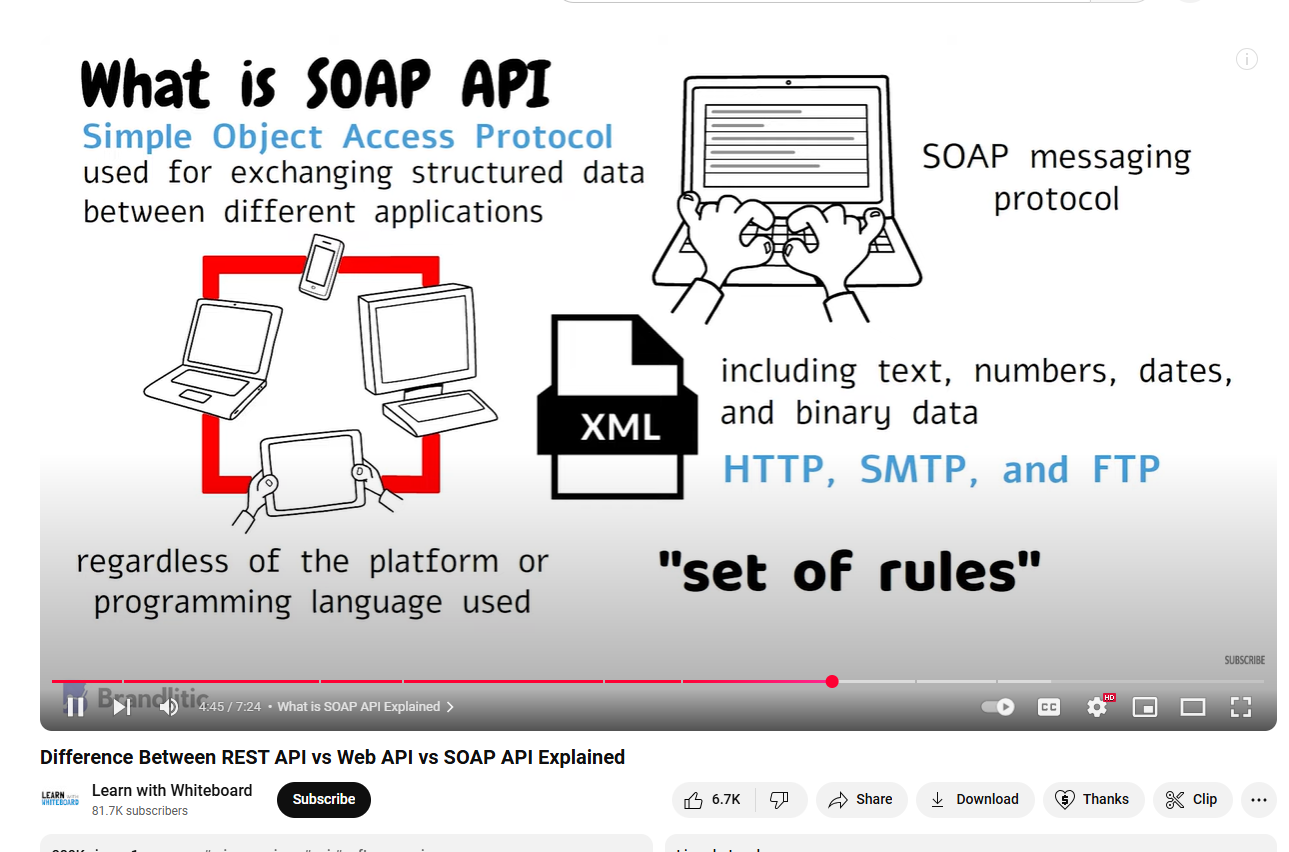 What is SOAP API
Simple Object Access Protocol
used for exchanging structured data
between different applications
SOAP messaging
protocol
XML
including text, numbers, dates,
and binary data
HTTP, SMTP, and FTP
regardless of the platform or
programming language used
"set of rules"
SUBSCRIBE
Brandlitic
4:45 / 7:24 • What is SOAP API Explained
CC
HD
Difference Between REST API vs Web API vs SOAP API Explained
LEARN WITH
WHITEBOARD
Learn with Whiteboard
81.7K subscribers
Subscribe
6.7K
Share
Download
Thanks
Clip